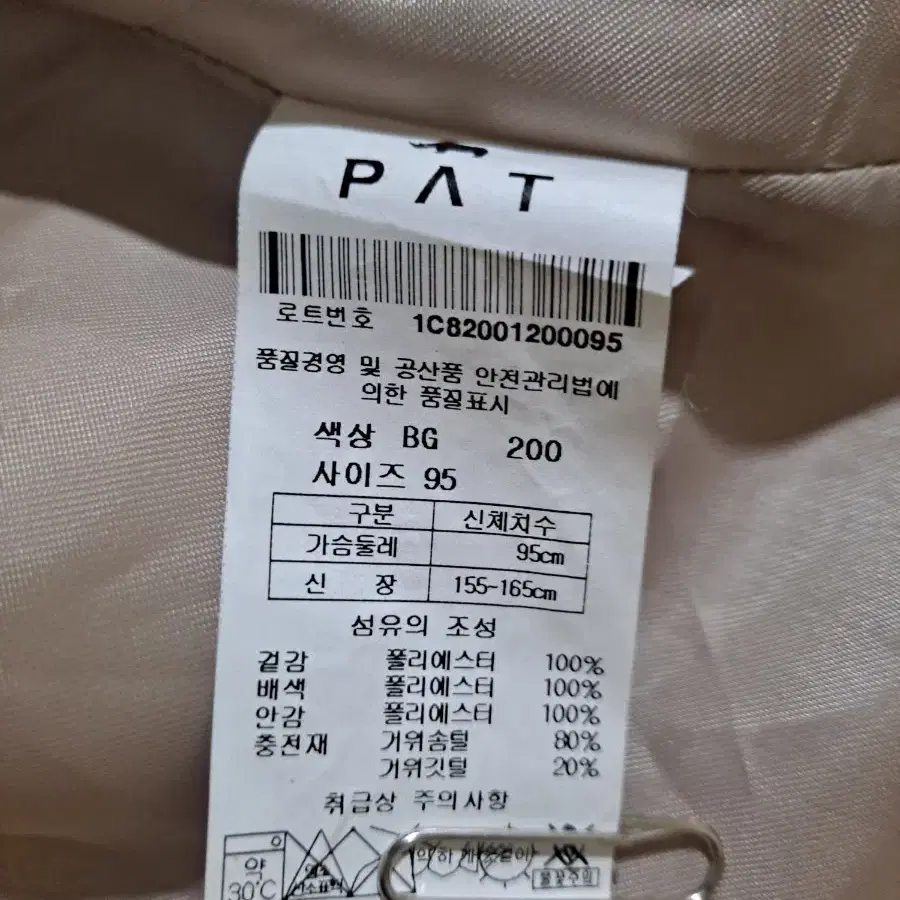 PAT
로트번호 1C82001200095
품질경영 및 공산품 안전관리법에
의한 품질표시
색상 BG 200
사이즈 95
구분 신체치수
가슴둘레 95cm
신 장 155-165cm
섬유의 조성
겉감 폴리에스터 100%
배색 폴리에스터 100%
안감 폴리에스터 100%
충전재 거위솜털 80%
거위깃털 20%
취급상 주의사항
약
30℃
불꽃주의